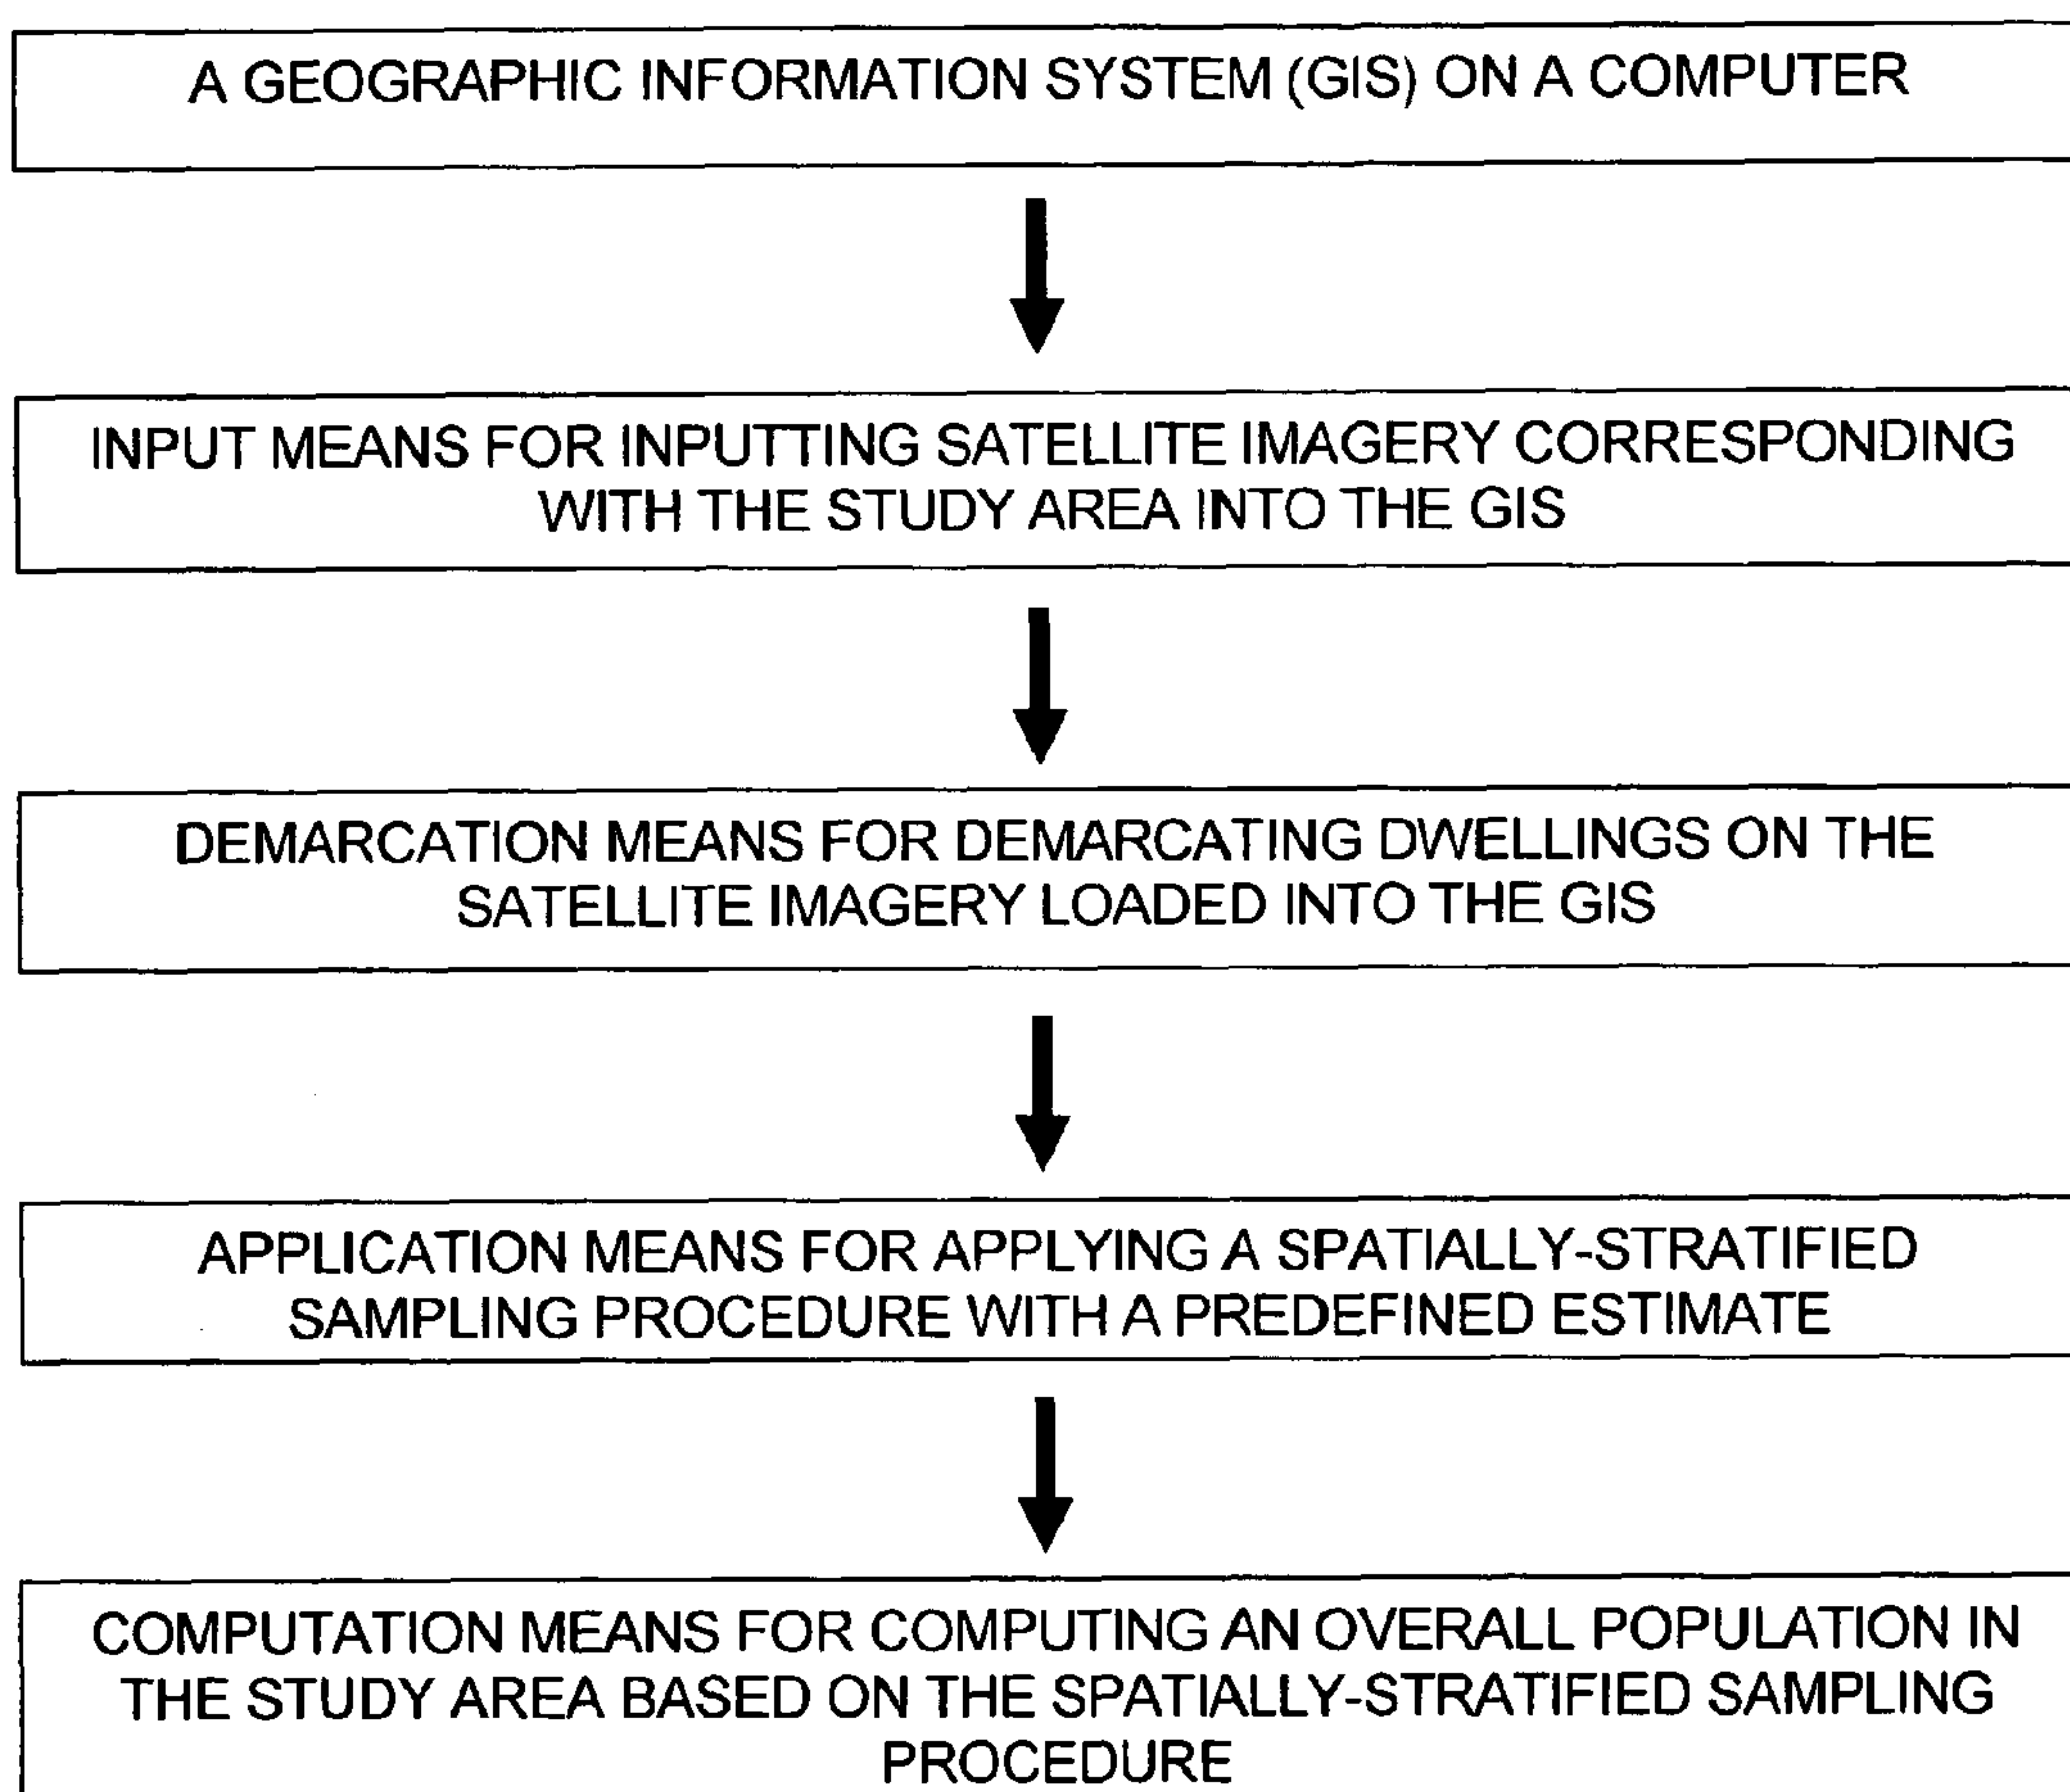 A GEOGRAPHIC INFORMATION SYSTEM (GIS) ON A COMPUTER
INPUT MEANS FOR INPUTTING SATELLITE IMAGERY CORRESPONDING
WITH THE STUDY AREA INTO THE GIS
DEMARCATION MEANS FOR DEMARCATING DWELLINGS ON THE
SATELLITE IMAGERY LOADED INTO THE GIS
APPLICATION MEANS FOR APPLYING A SPATIALLY-STRATIFIED
SAMPLING PROCEDURE WITH A PREDEFINED ESTIMATE
COMPUTATION MEANS FOR COMPUTING AN OVERALL POPULATION IN
THE STUDY AREA BASED ON THE SPATIALLY-STRATIFIED SAMPLING
PROCEDURE